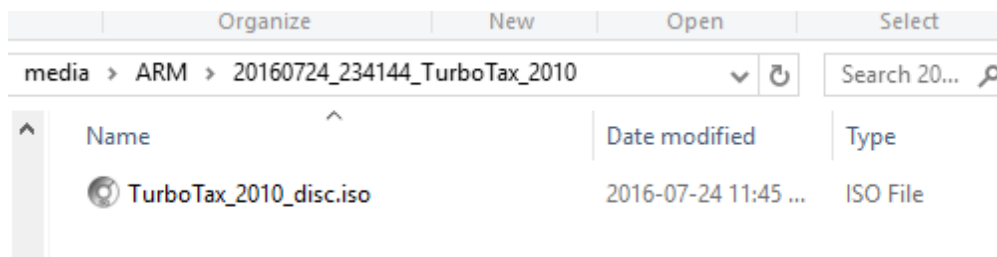 Organize New Open Select
media > ARM > 20160724_234144_TurboTax_2010 Search 20...
Name Date modified Type
TurboTax_2010_disc.iso 2016-07-24 11:45 ... ISO File